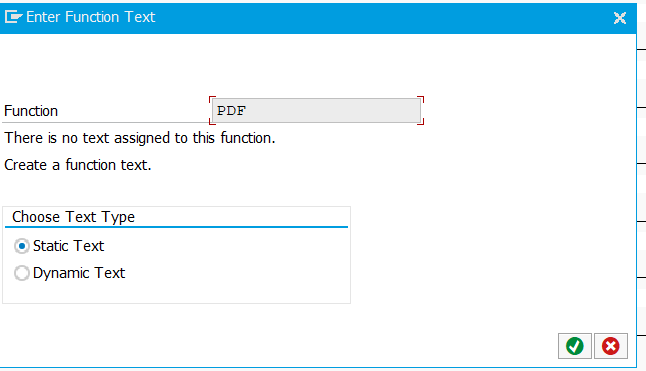 Enter Function Text
Function PDF
There is no text assigned to this function.
Create a function text.
Choose Text Type
Static Text
Dynamic Text